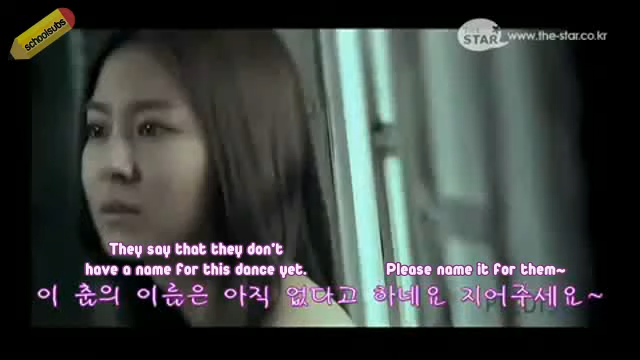 schoolsubs
THE STAR
www.the-star.co.kr
They say that they don't
have a name for this dance yet.
Please name it for them~
이 춤의 이름은 아직 없다고 하네요 지어주세요~